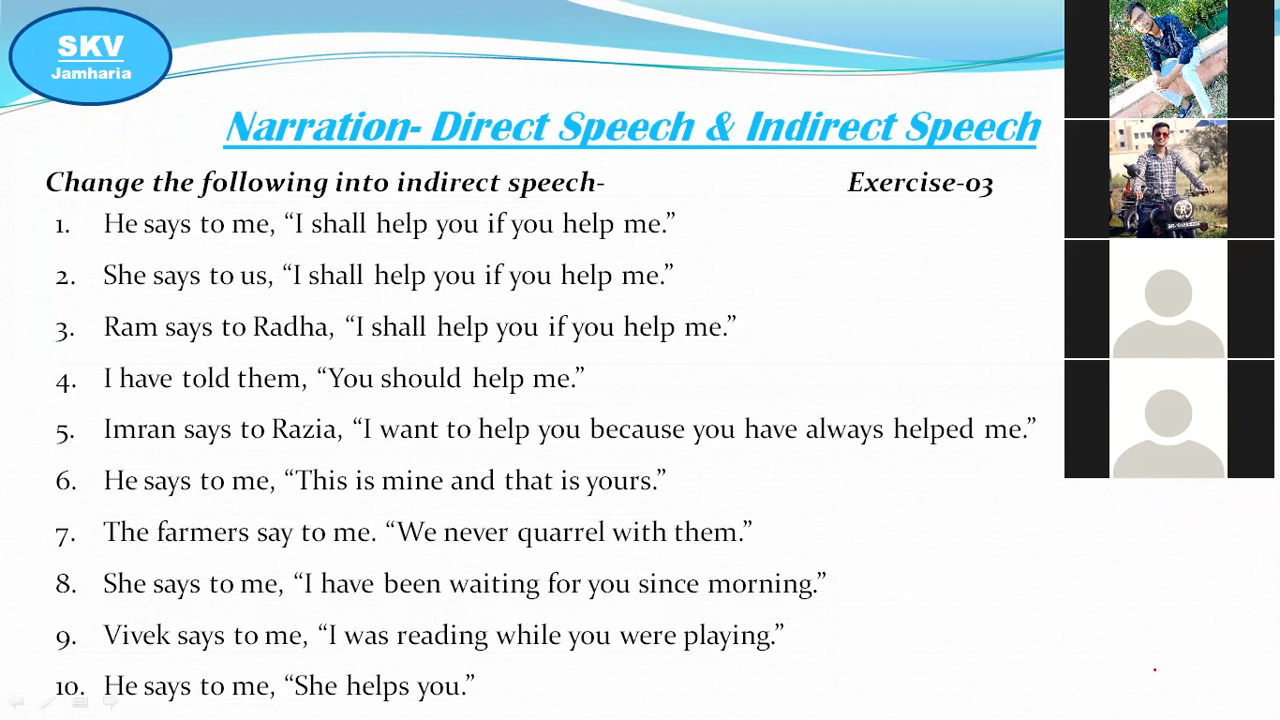 SKV
Jamharia
Narration- Direct Speech & Indirect Speech
Change the following into indirect speech- Exercise-03
1. He says to me, “I shall help you if you help me.”
2. She says to us, “I shall help you if you help me.”
3. Ram says to Radha, “I shall help you if you help me.”
4. I have told them, “You should help me.”
5. Imran says to Razia, “I want to help you because you have always helped me.”
6. He says to me, “This is mine and that is yours.”
7. The farmers say to me. “We never quarrel with them.”
8. She says to me, “I have been waiting for you since morning.”
9. Vivek says to me, “I was reading while you were playing.”
10. He says to me, “She helps you.”